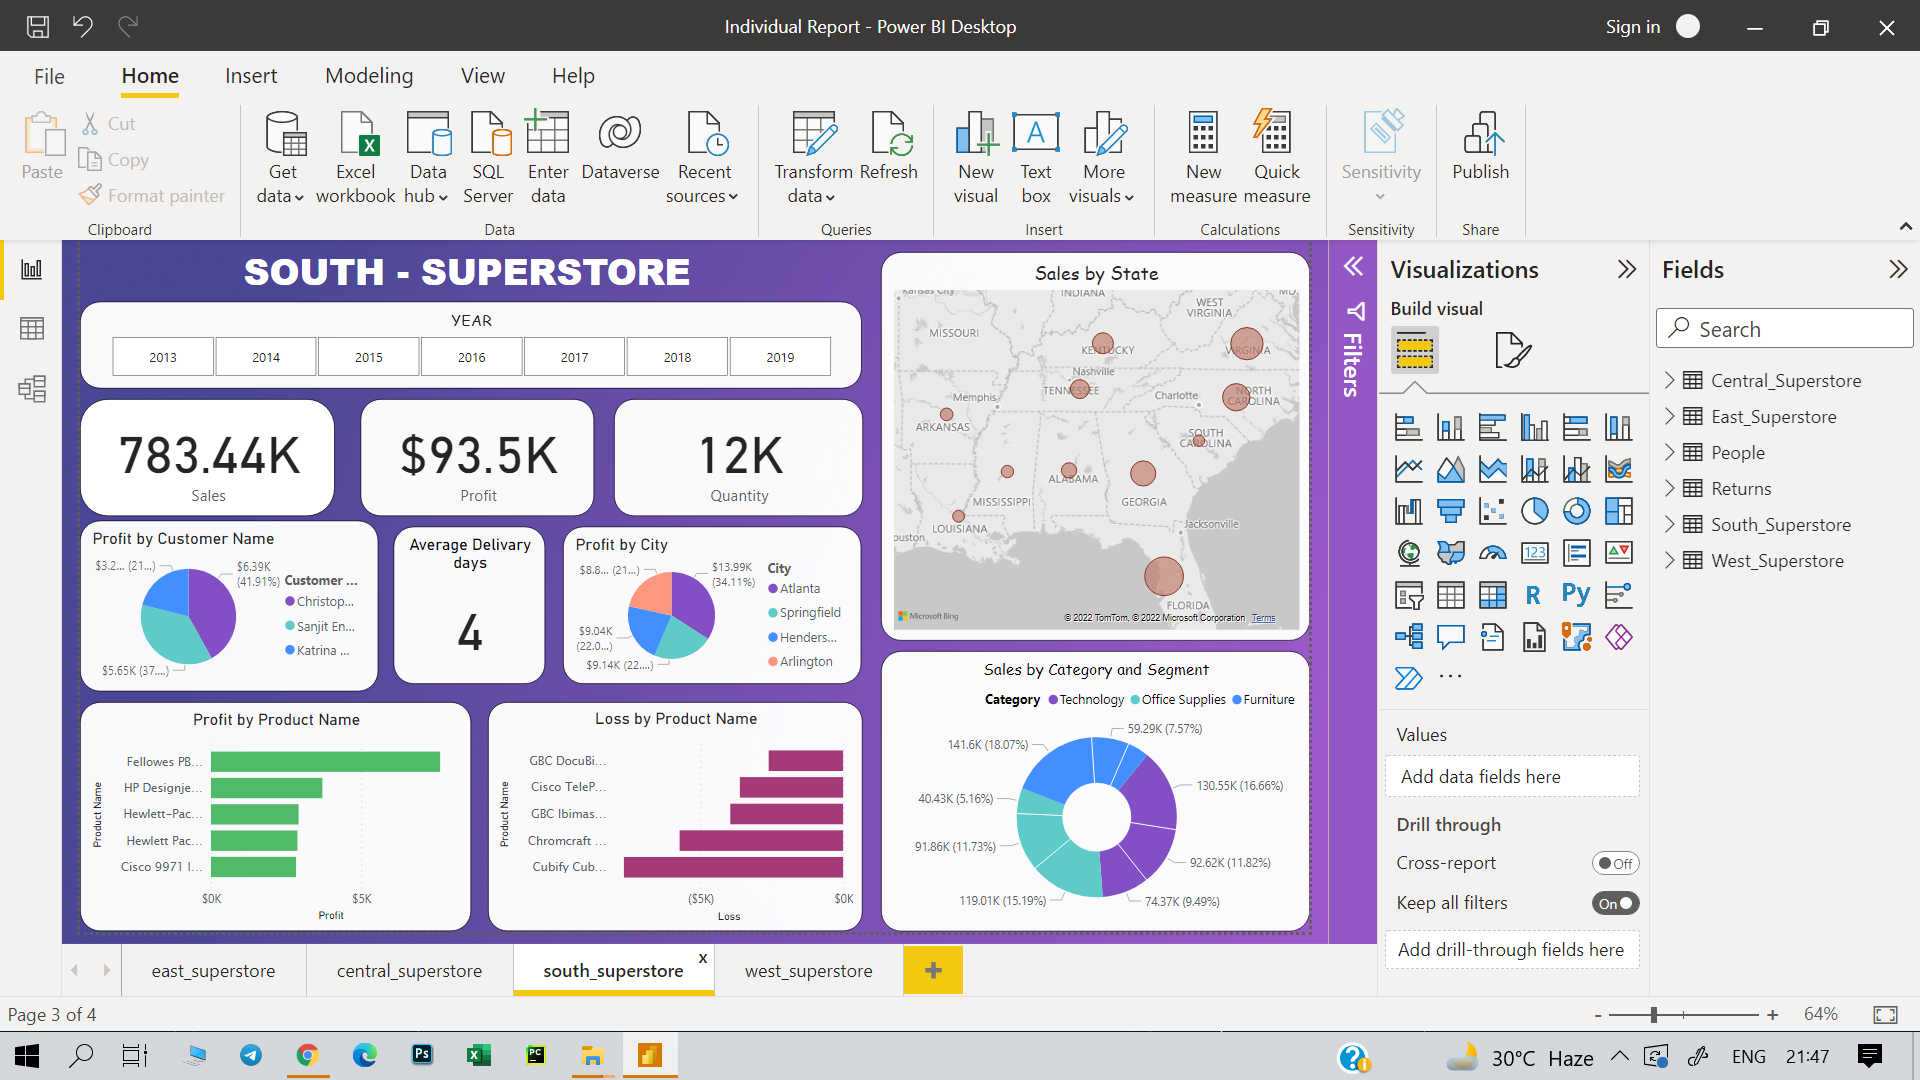 Individual Report - Power BI Desktop
Sign in
File
Home
Insert
Modeling
View
Help
Paste
Cut
Copy
Format painter
Clipboard
Get data
Excel workbook
Data hub
SQL Server
Enter data
Dataverse
Recent sources
Data
Transform data
Refresh
Queries
New visual
Text box
More visuals
Insert
New measure
Quick measure
Calculations
Sensitivity
Sensitivity
Publish
Share
SOUTH - SUPERSTORE
YEAR
2013
2014
2015
2016
2017
2018
2019
783.44K
Sales
$93.5K
Profit
12K
Quantity
Profit by Customer Name
$3.2... (21...)
$6.39K
(41.91%)
$5.65K (37....)
Customer ...
Christop...
Sanjit En...
Katrina ...
Average Delivary days
4
Profit by City
$8.8... (21...)
$13.99K
(34.11%)
$9.04K
(22.0...)
$9.14K (22....)
City
Atlanta
Springfield
Henders...
Arlington
Profit by Product Name
Product Name
Fellowes PB...
HP Designje...
Hewlett-Pac...
Hewlett Pac...
Cisco 9971 I...
$0K
$5K
Profit
Loss by Product Name
Product Name
GBC DocuBi...
Cisco TeleP...
GBC Ibimas...
Chromcraft ...
Cubify Cub...
($5K)
$0K
Loss
Sales by State
Kansas City
INDIANA
MD.
WEST VIRGINIA
MISSOURI
KENTUCKY
VIRGINIA
Nashville
TENNESSEE
Memphis
Charlotte
NORTH CAROLINA
ARKANSAS
SOUTH CAROLINA
MISSISSIPPI
ALABAMA
GEORGIA
LOUISIANA
Jacksonville
ouston
FLORIDA
Microsoft Bing
© 2022 TomTom, © 2022 Microsoft Corporation Terms
Sales by Category and Segment
Category Technology Office Supplies Furniture
59.29K (7.57%)
141.6K (18.07%)
130.55K (16.66%)
40.43K (5.16%)
91.86K (11.73%)
92.62K (11.82%)
119.01K (15.19%)
74.37K (9.49%)
Filters
Visualizations
Build visual
123
R
Py
...
Values
Add data fields here
Drill through
Cross-report
Off
Keep all filters
On
Add drill-through fields here
Fields
Search
Central_Superstore
East_Superstore
People
Returns
South_Superstore
West_Superstore
east_superstore
central_superstore
south_superstore
x
west_superstore
+
Page 3 of 4
- + 64%
Ps
X
PC
30°C Haze
ENG
21:47